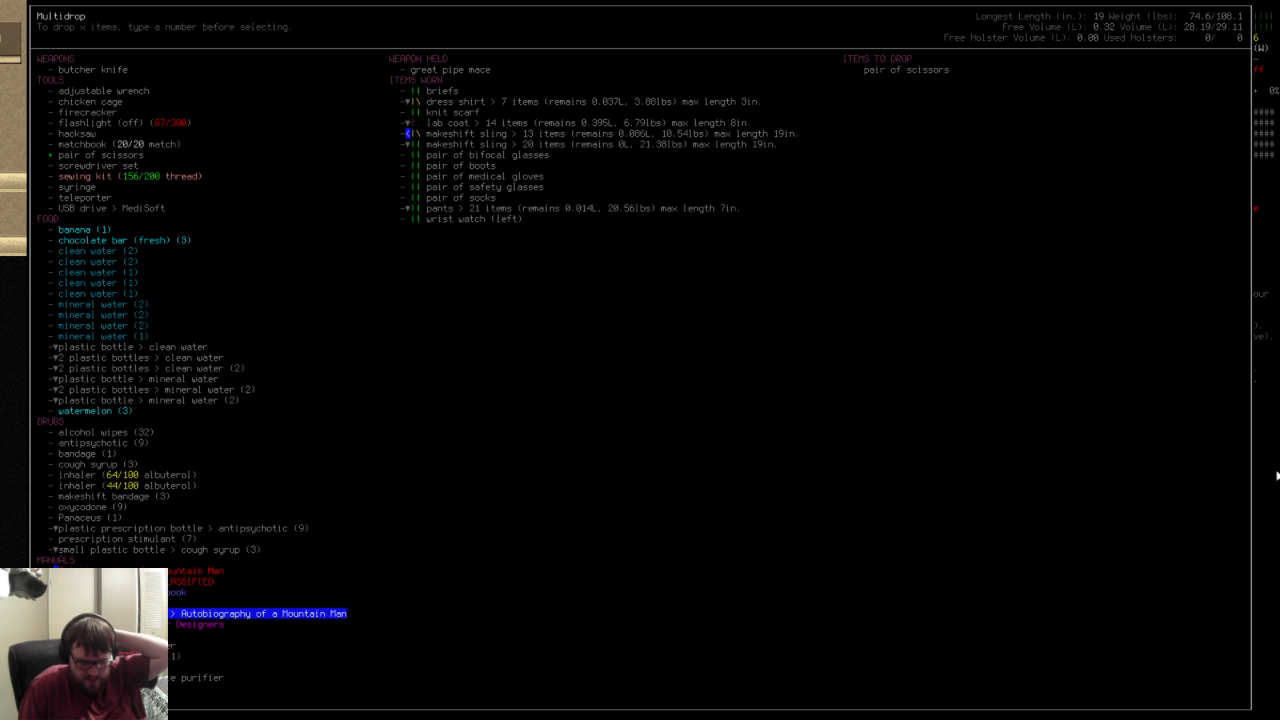 Multidrop
To drop x items, type a number before selecting.
Longest Length (in.): 19 Weight (lbs): 74.6/108.1
Free Volume (L): 0.32 Volume (L): 28.19/29.11
Free Holster Volume (L): 0.00 Used Holsters: 0/ 0
WEAPONS
- butcher knife
TOOLS
- adjustable wrench
- chicken cage
- firecracker
- flashlight (off) (87/300)
- hacksaw
- matchbook (20/20 match)
+ pair of scissors
- screwdriver set
- sewing kit (156/200 thread)
- syringe
- teleporter
- USB drive > MediSoft
FOOD
- banana (1)
- chocolate bar (fresh) (3)
- clean water (2)
- clean water (2)
- clean water (1)
- clean water (1)
- clean water (1)
- mineral water (2)
- mineral water (2)
- mineral water (2)
- mineral water (1)
-▼plastic bottle > clean water
-▼2 plastic bottles > clean water
-▼2 plastic bottles > clean water (2)
-▼plastic bottle > mineral water
-▼2 plastic bottles > mineral water (2)
-▼plastic bottle > mineral water (2)
- watermelon (3)
DRUGS
- alcohol wipes (32)
- antipsychotic (9)
- bandage (1)
- cough syrup (3)
- inhaler (64/100 albuterol)
- inhaler (44/100 albuterol)
- makeshift bandage (3)
- oxycodone (9)
- Panaceus (1)
-▼plastic prescription bottle > antipsychotic (9)
- prescription stimulant (7)
-▼small plastic bottle > cough syrup (3)
MANUALS
ountain Man
ASSIFIED
book
> Autobiography of a Mountain Man
r Designers
er
(1)
e purifier
WEAPON HELD
- great pipe mace
ITEMS WORN
- || briefs
-▼|\ dress shirt > 7 items (remains 0.037L, 3.88lbs) max length 3in.
- || knit scarf
-▼|. lab coat > 14 items (remains 0.395L, 6.79lbs) max length 8in.
-<|\ makeshift sling > 13 items (remains 0.086L, 10.54lbs) max length 19in.
-▼|| makeshift sling > 20 items (remains 0L, 21.38lbs) max length 19in.
- || pair of bifocal glasses
- || pair of boots
- || pair of medical gloves
- || pair of safety glasses
- || pair of socks
-▼|| pants > 21 items (remains 0.014L, 20.56lbs) max length 7in.
- || wrist watch (left)
ITEMS TO DROP
pair of scissors
6
(W)
ff
+ 0%
####
####
####
####
our
).
ve).